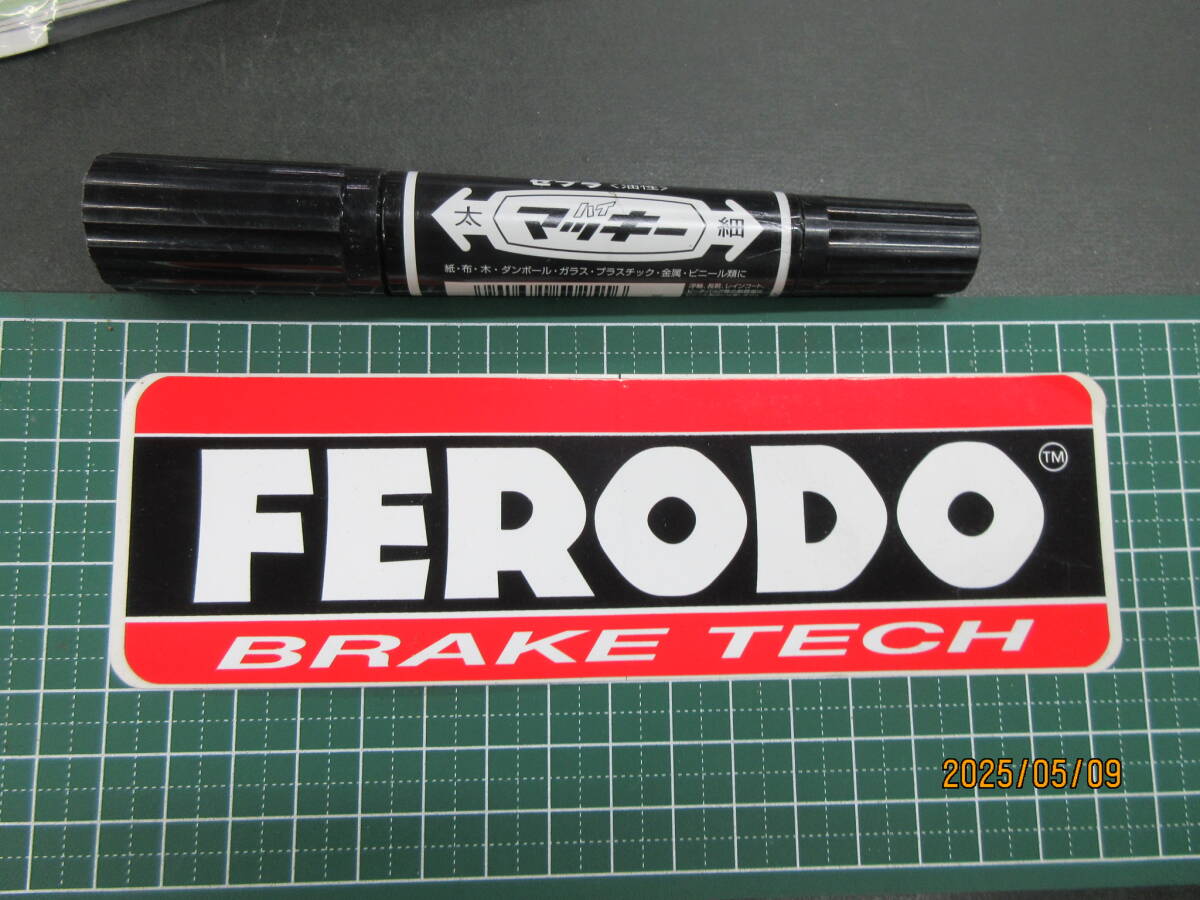 ゼブラ〈油性〉
太 ハイマッキー 細
紙・布・木・ダンボール・ガラス・プラスチック・金属・ビニール類に
FERODO™
BRAKE TECH
2025/05/09